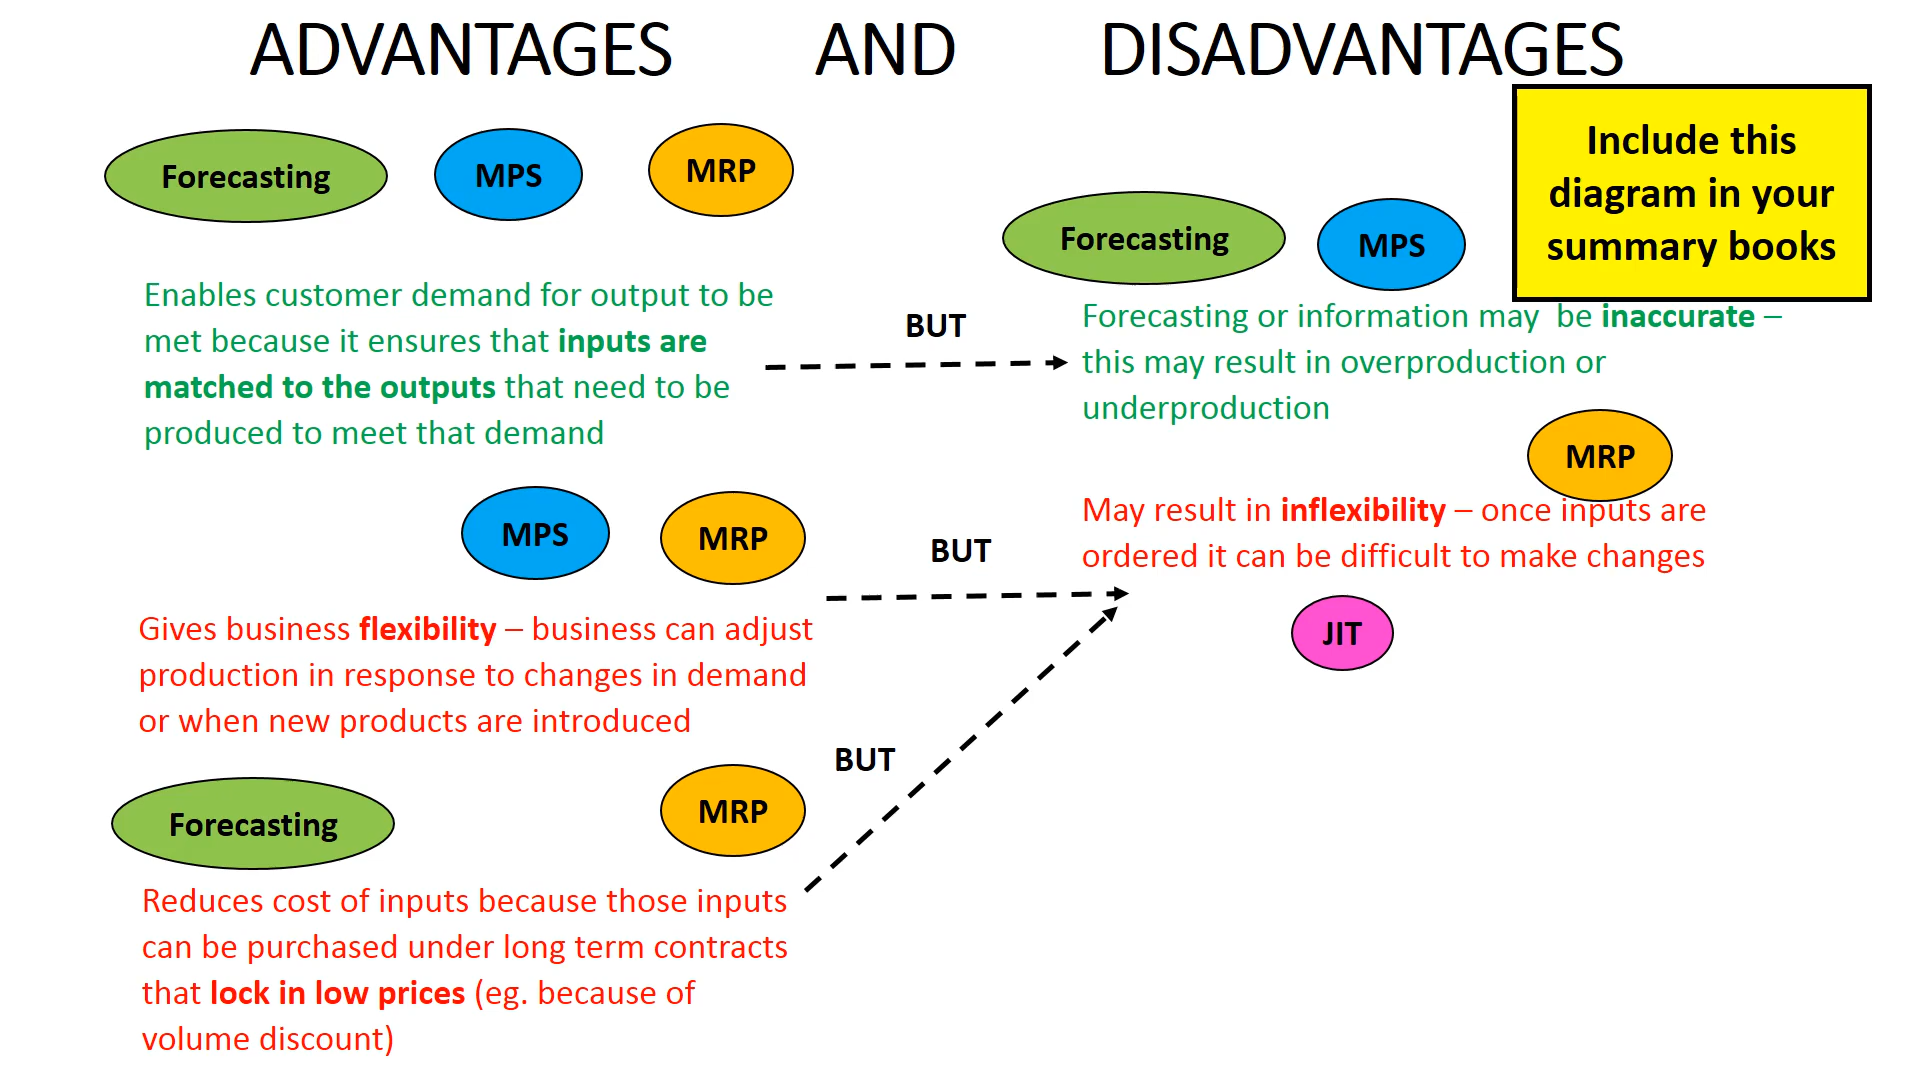 ADVANTAGES AND DISADVANTAGES
Include this
diagram in your
summary books
Forecasting
MPS
MRP
Enables customer demand for output to be
met because it ensures that inputs are
matched to the outputs that need to be
produced to meet that demand
BUT
Forecasting
MPS
Forecasting or information may be inaccurate –
this may result in overproduction or
underproduction
MPS
MRP
Gives business flexibility – business can adjust
production in response to changes in demand
or when new products are introduced
BUT
MRP
May result in inflexibility – once inputs are
ordered it can be difficult to make changes
JIT
Forecasting
MRP
BUT
Reduces cost of inputs because those inputs
can be purchased under long term contracts
that lock in low prices (eg. because of
volume discount)